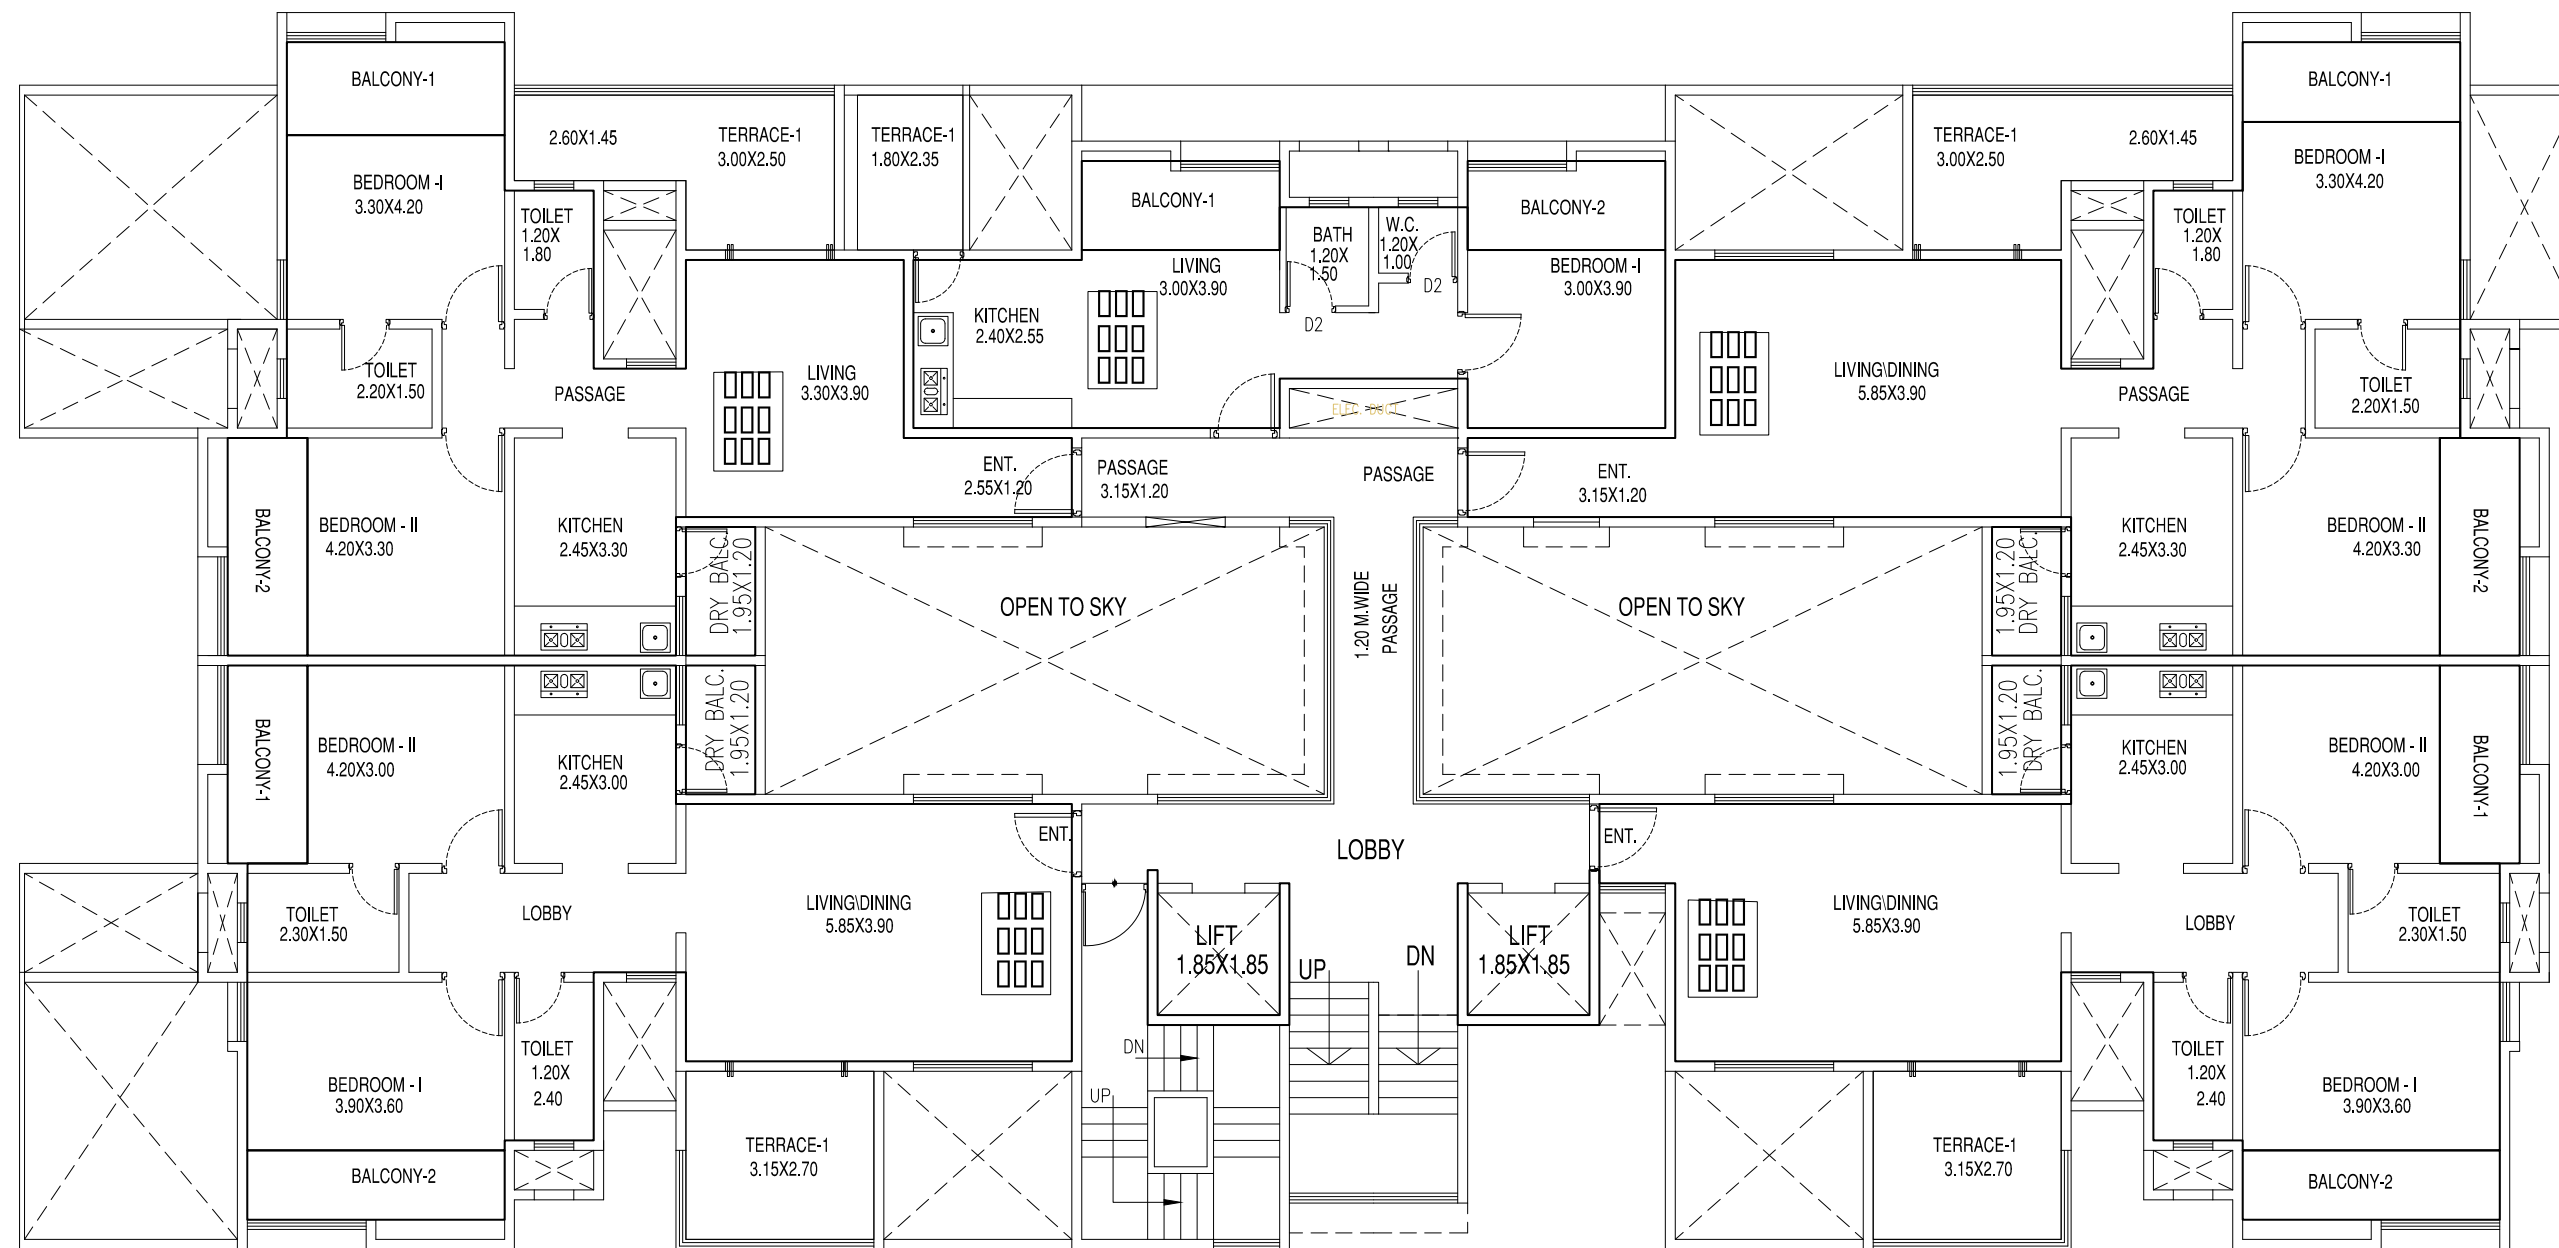 BALCONY-1
BALCONY-1
2.60X1.45
TERRACE-1
3.00X2.50
TERRACE-1
1.80X2.35
TERRACE-1
3.00X2.50
2.60X1.45
BEDROOM -I
3.30X4.20
TOILET
1.20X
1.80
BALCONY-1
BATH
1.20X
1.50
W.C.
1.20X
1.00
BALCONY-2
TOILET
1.20X
1.80
BEDROOM -I
3.30X4.20
LIVING
3.00X3.90
D2
D2
BEDROOM -I
3.00X3.90
KITCHEN
2.40X2.55
TOILET
2.20X1.50
PASSAGE
LIVING
3.30X3.90
ELEC. DUCT
LIVING\DINING
5.85X3.90
PASSAGE
TOILET
2.20X1.50
ENT.
2.55X1.20
PASSAGE
3.15X1.20
PASSAGE
ENT.
3.15X1.20
BALCONY-2
BEDROOM - II
4.20X3.30
KITCHEN
2.45X3.30
DRY BALC.
1.95X1.20
OPEN TO SKY
1.20 M.WIDE
PASSAGE
OPEN TO SKY
1.95X1.20
DRY BALC.
KITCHEN
2.45X3.30
BEDROOM - II
4.20X3.30
BALCONY-2
BALCONY-1
BEDROOM - II
4.20X3.00
KITCHEN
2.45X3.00
DRY BALC.
1.95X1.20
1.95X1.20
DRY BALC.
KITCHEN
2.45X3.00
BEDROOM - II
4.20X3.00
BALCONY-1
ENT.
LOBBY
ENT.
TOILET
2.30X1.50
LOBBY
LIVING\DINING
5.85X3.90
LIFT
1.85X1.85
UP
DN
LIFT
1.85X1.85
LIVING\DINING
5.85X3.90
LOBBY
TOILET
2.30X1.50
BEDROOM - I
3.90X3.60
TOILET
1.20X
2.40
DN
UP
TOILET
1.20X
2.40
BEDROOM - I
3.90X3.60
BALCONY-2
TERRACE-1
3.15X2.70
TERRACE-1
3.15X2.70
BALCONY-2